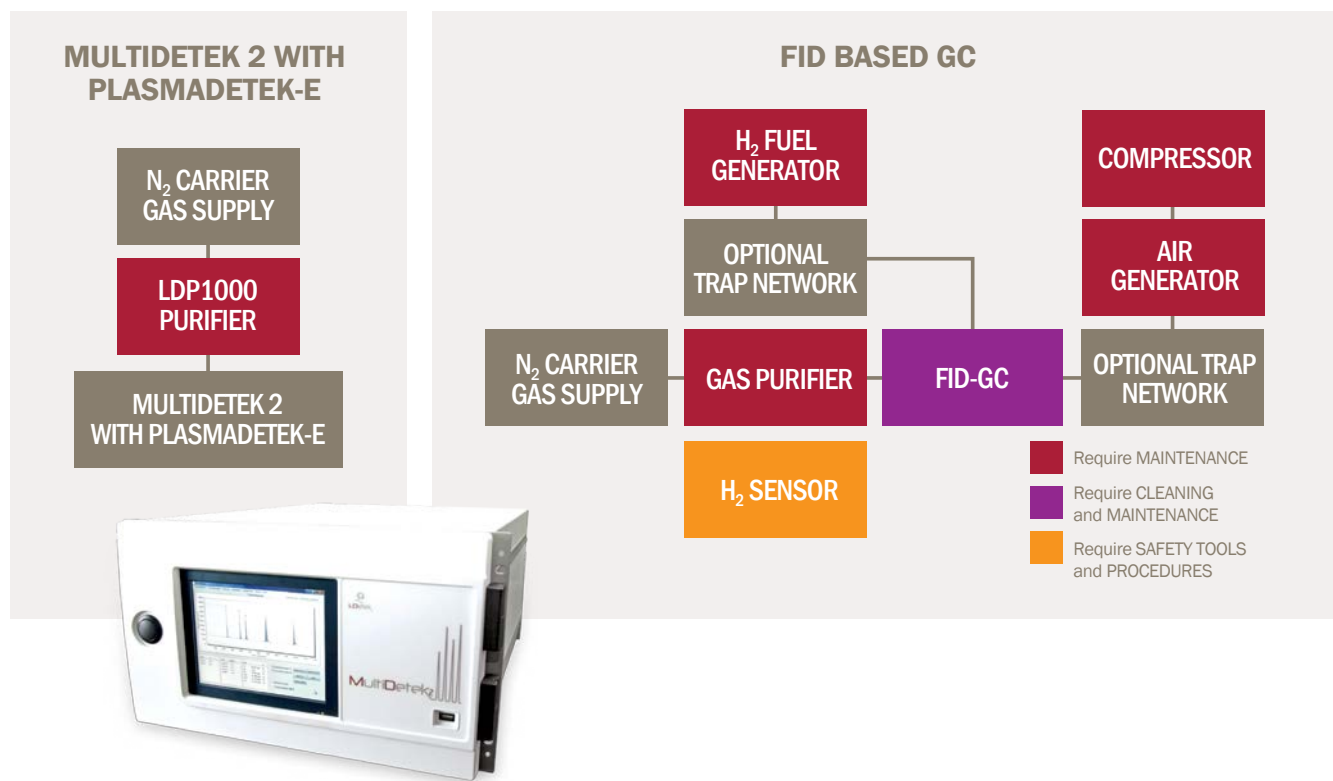 MULTIDETEK 2 WITH
PLASMADETEK-E
N₂ CARRIER
GAS SUPPLY
LDP1000
PURIFIER
MULTIDETEK 2
WITH PLASMADETEK-E
FID BASED GC
H₂ FUEL
GENERATOR
COMPRESSOR
OPTIONAL
TRAP NETWORK
AIR
GENERATOR
N₂ CARRIER
GAS SUPPLY
GAS PURIFIER
FID-GC
OPTIONAL TRAP
NETWORK
H₂ SENSOR
Require MAINTENANCE
Require CLEANING
and MAINTENANCE
Require SAFETY TOOLS
and PROCEDURES
MultiDetek2